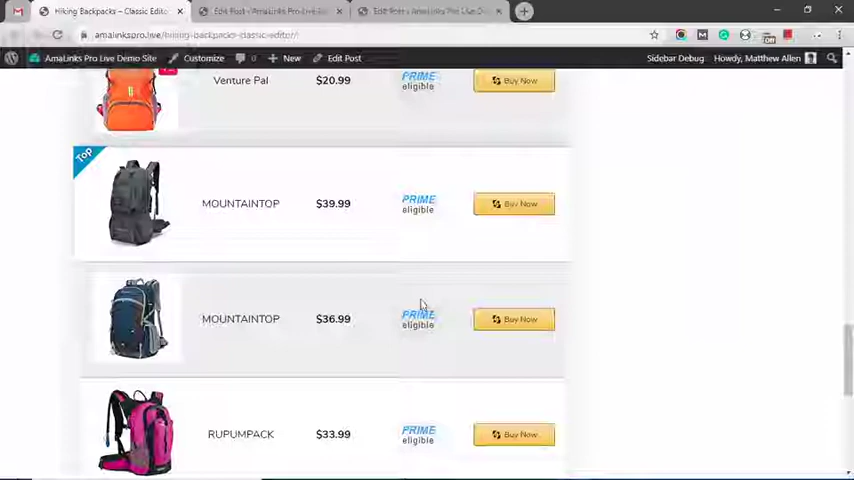 Hiking Backpacks – Classic Edito
Edit Post ‹ AmaLinks Pro Live De
Edit Post ‹ AmaLinks Pro Live D
amalinkspro.live/hiking-backpacks-classic-editor/
AmaLinks Pro Live Demo Site Customize 0 New Edit Post Sidebar Debug Howdy, Matthew Allen
Venture Pal $20.99 PRIME eligible Buy Now
Top
MOUNTAINTOP $39.99 PRIME eligible Buy Now
MOUNTAINTOP $36.99 PRIME eligible Buy Now
RUPUMPACK $33.99 PRIME eligible Buy Now